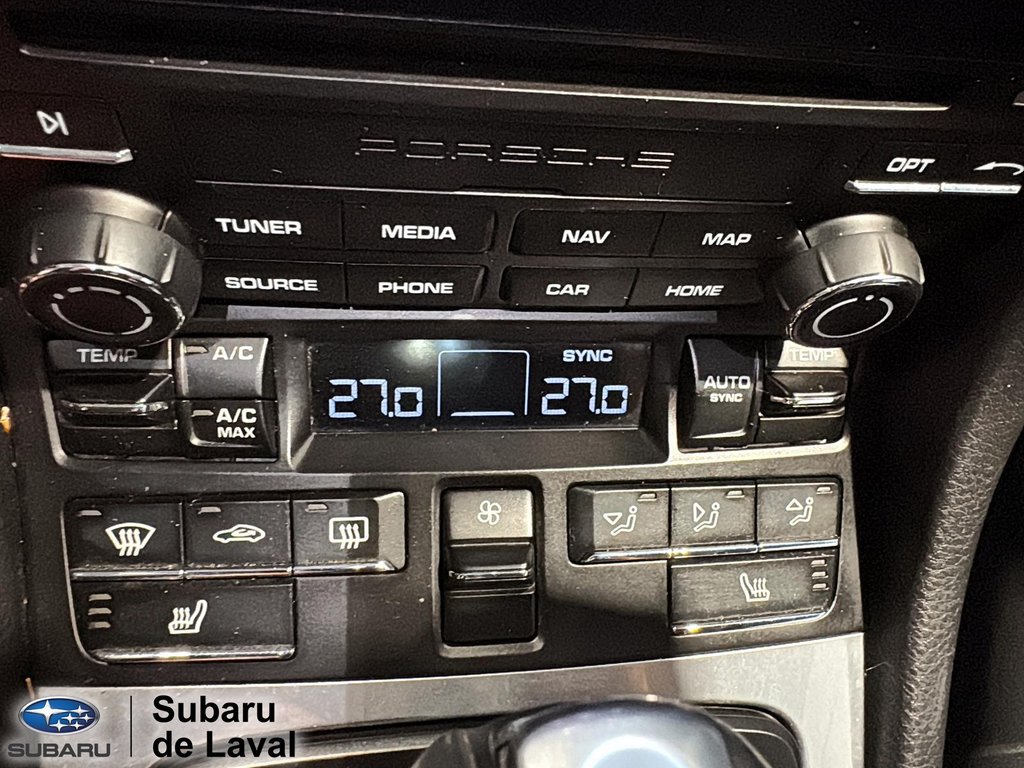 PORSCHE
OPT
TUNER MEDIA NAV MAP
SOURCE PHONE CAR HOME
TEMP A/C SYNC TEMP
27.0 27.0 AUTO SYNC
A/C MAX
SUBARU
Subaru
de Laval